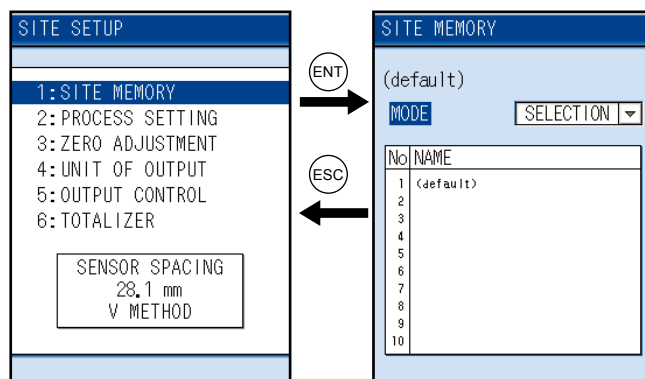 SITE SETUP
1:SITE MEMORY
2:PROCESS SETTING
3:ZERO ADJUSTMENT
4:UNIT OF OUTPUT
5:OUTPUT CONTROL
6:TOTALIZER
SENSOR SPACING
28.1 mm
V METHOD
ENT
ESC
SITE MEMORY
(default)
MODE SELECTION
No NAME
1 (default)
2
3
4
5
6
7
8
9
10